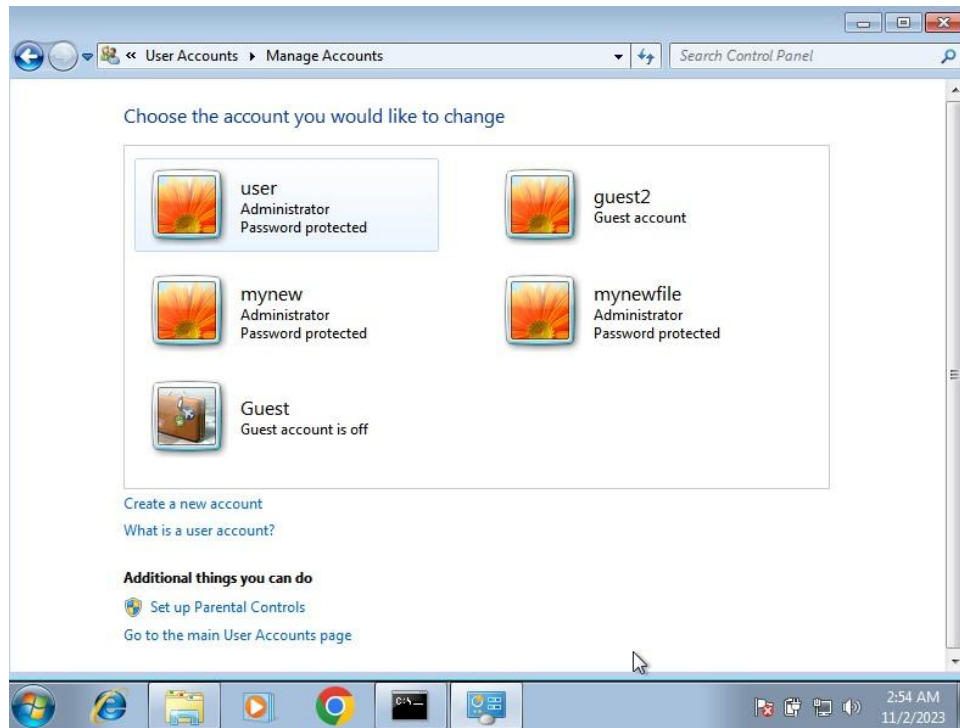 « User Accounts ▸ Manage Accounts
Search Control Panel
Choose the account you would like to change
user
Administrator
Password protected
guest2
Guest account
mynew
Administrator
Password protected
mynewfile
Administrator
Password protected
Guest
Guest account is off
Create a new account
What is a user account?
Additional things you can do
Set up Parental Controls
Go to the main User Accounts page
C:\_
2:54 AM
11/2/2023